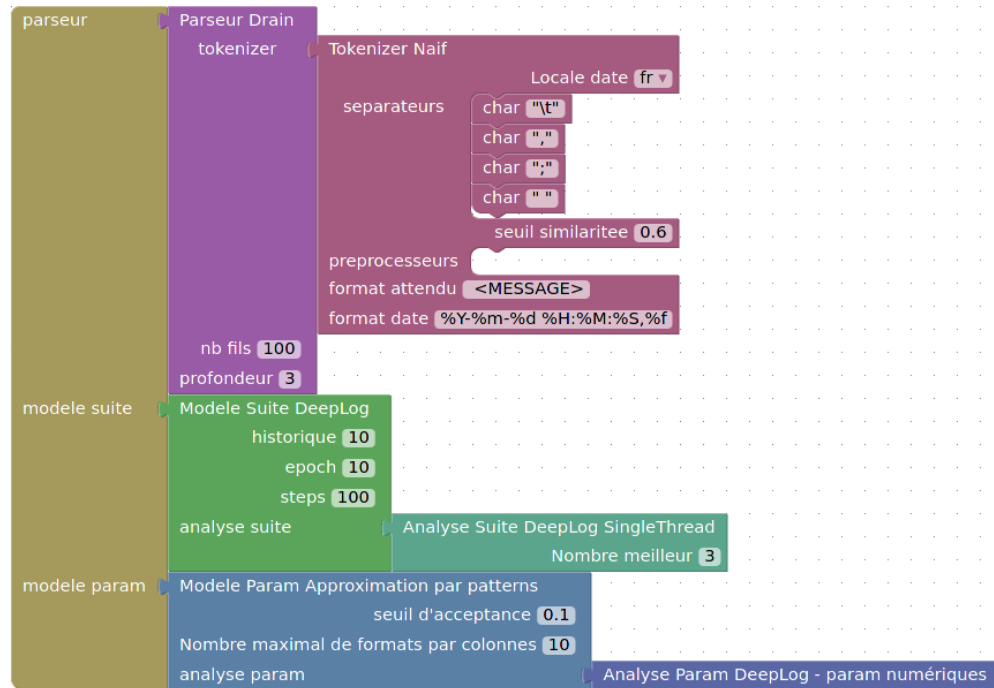 parseur Parseur Drain
tokenizer Tokenizer Naif
Locale date fr
separateurs char "\t"
char ","
char ";"
char " "
seuil similaritee 0.6
preprocesseurs
format attendu <MESSAGE>
format date %Y-%m-%d %H:%M:%S,%f
nb fils 100
profondeur 3
modele suite Modele Suite DeepLog
historique 10
epoch 10
steps 100
analyse suite Analyse Suite DeepLog SingleThread
Nombre meilleur 3
modele param Modele Param Approximation par patterns
seuil d'acceptance 0.1
Nombre maximal de formats par colonnes 10
analyse param Analyse Param DeepLog - param numériques